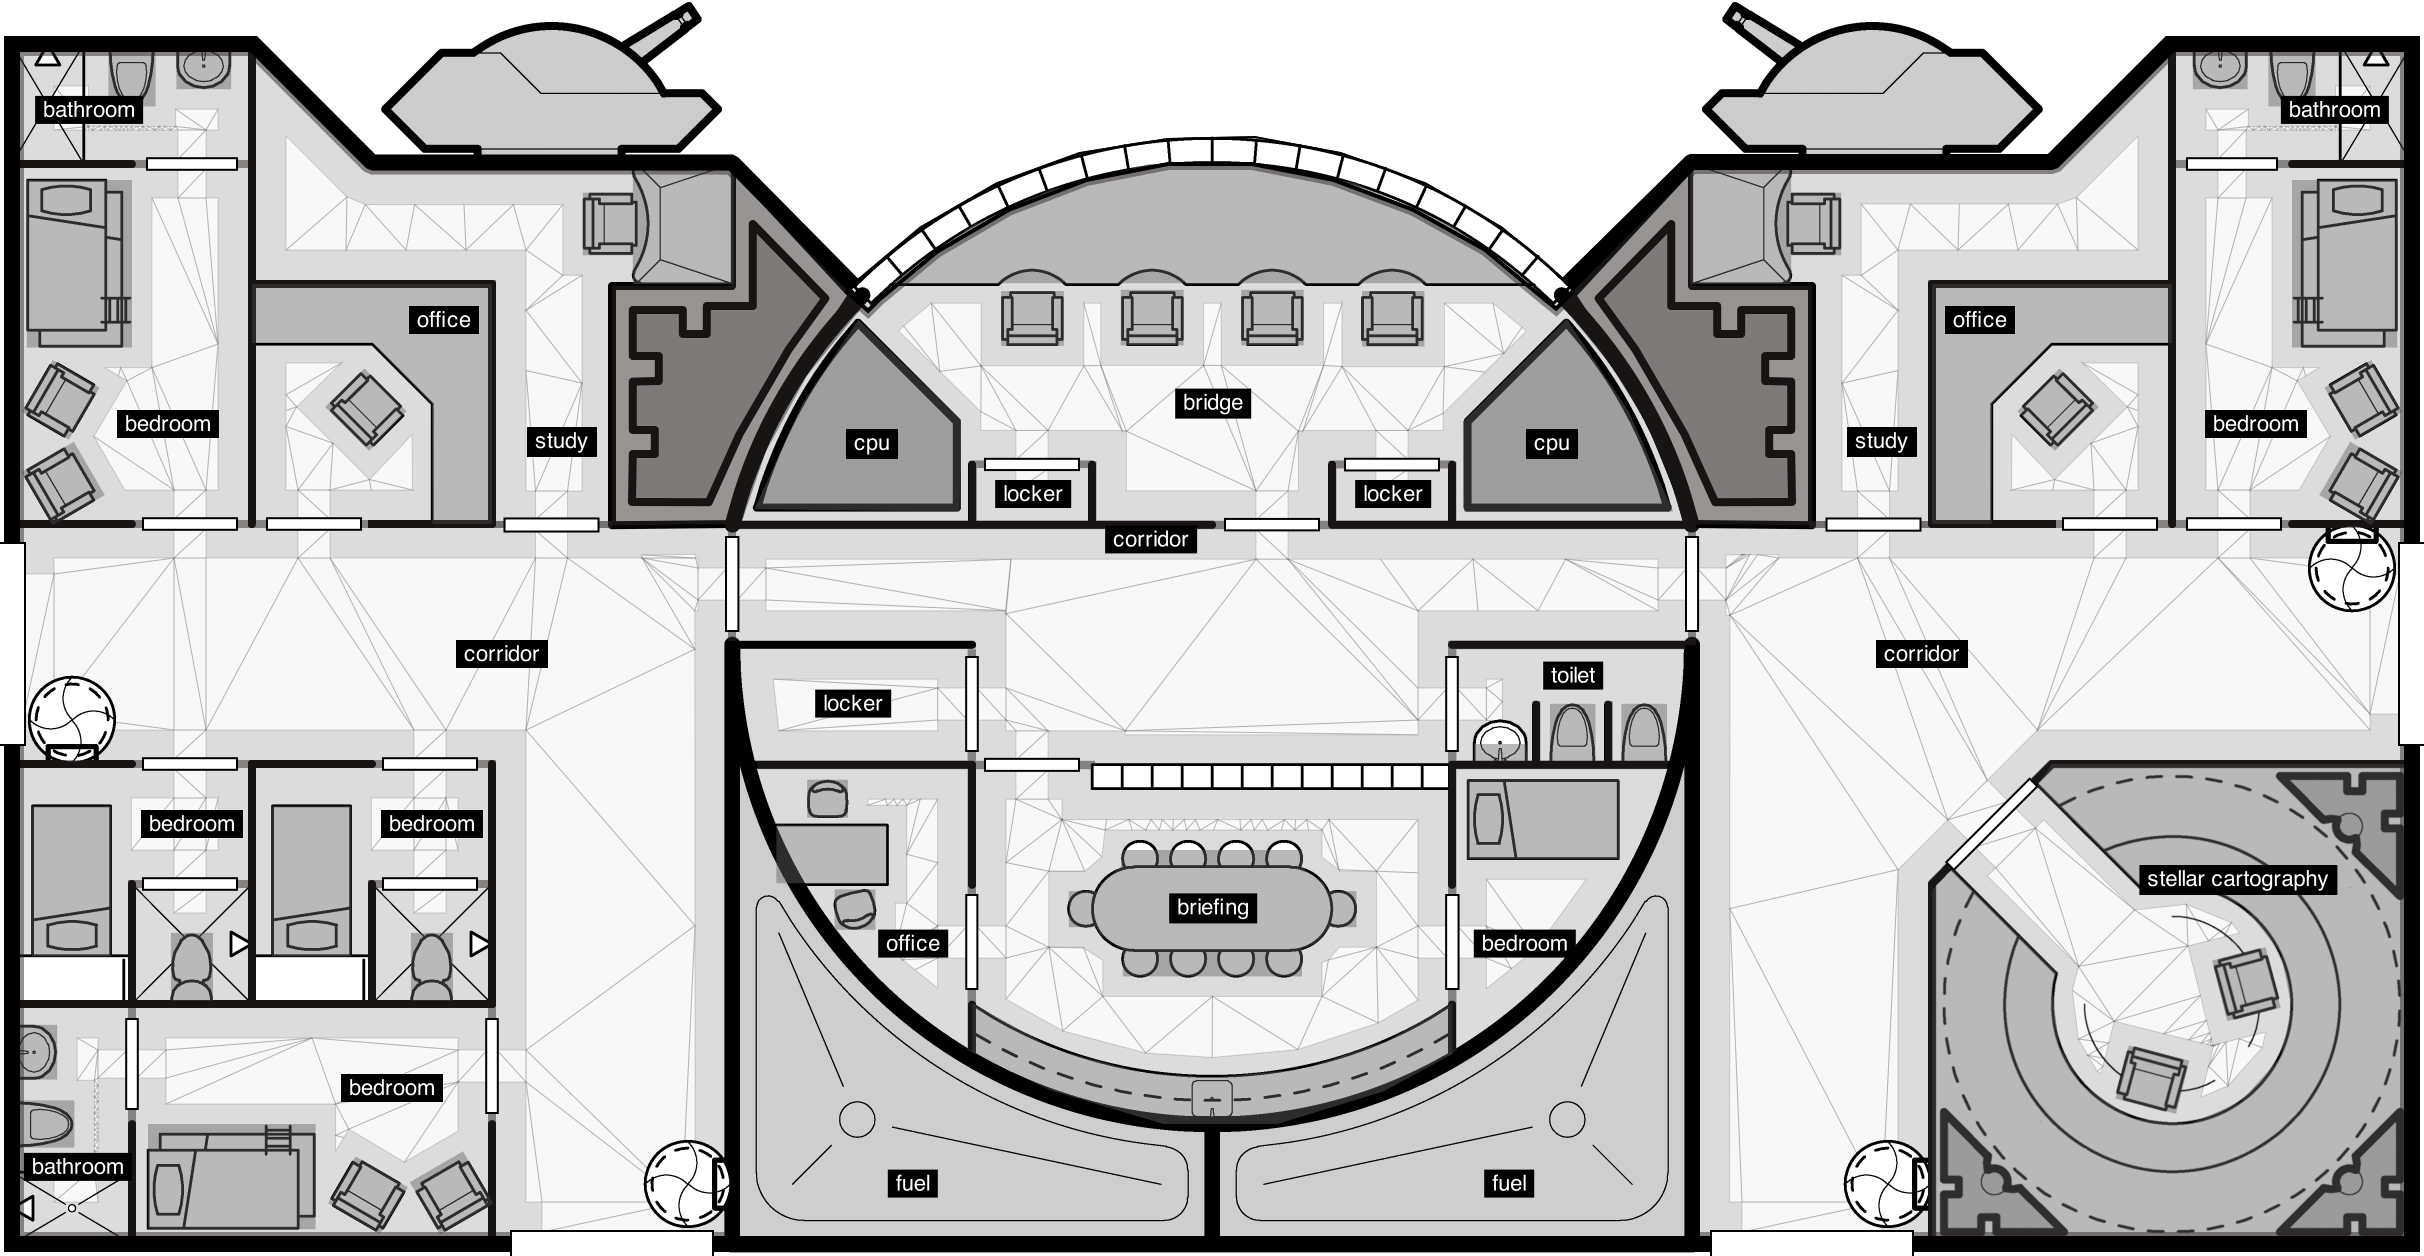 bathroom
bathroom
office
office
bridge
bedroom
bedroom
study
cpu
cpu
study
locker
locker
corridor
corridor
corridor
toilet
locker
bedroom
bedroom
stellar cartography
briefing
office
bedroom
bedroom
bathroom
fuel
fuel